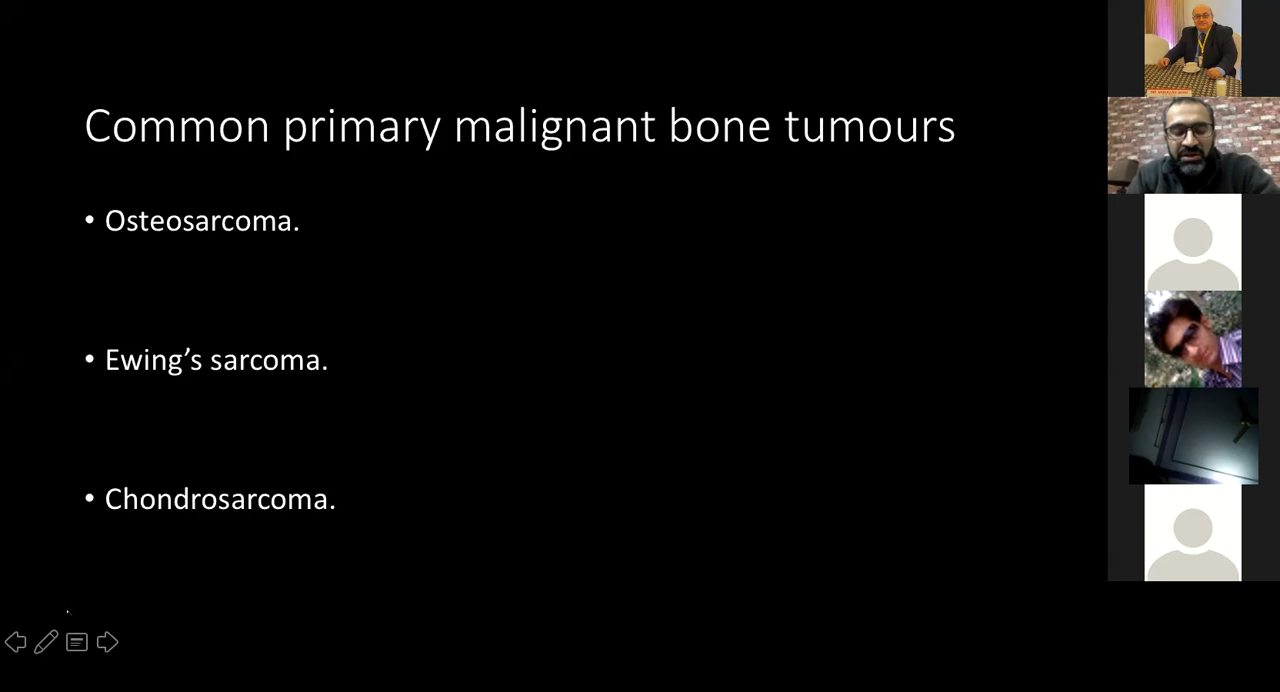 Common primary malignant bone tumours
• Osteosarcoma.
• Ewing’s sarcoma.
• Chondrosarcoma.